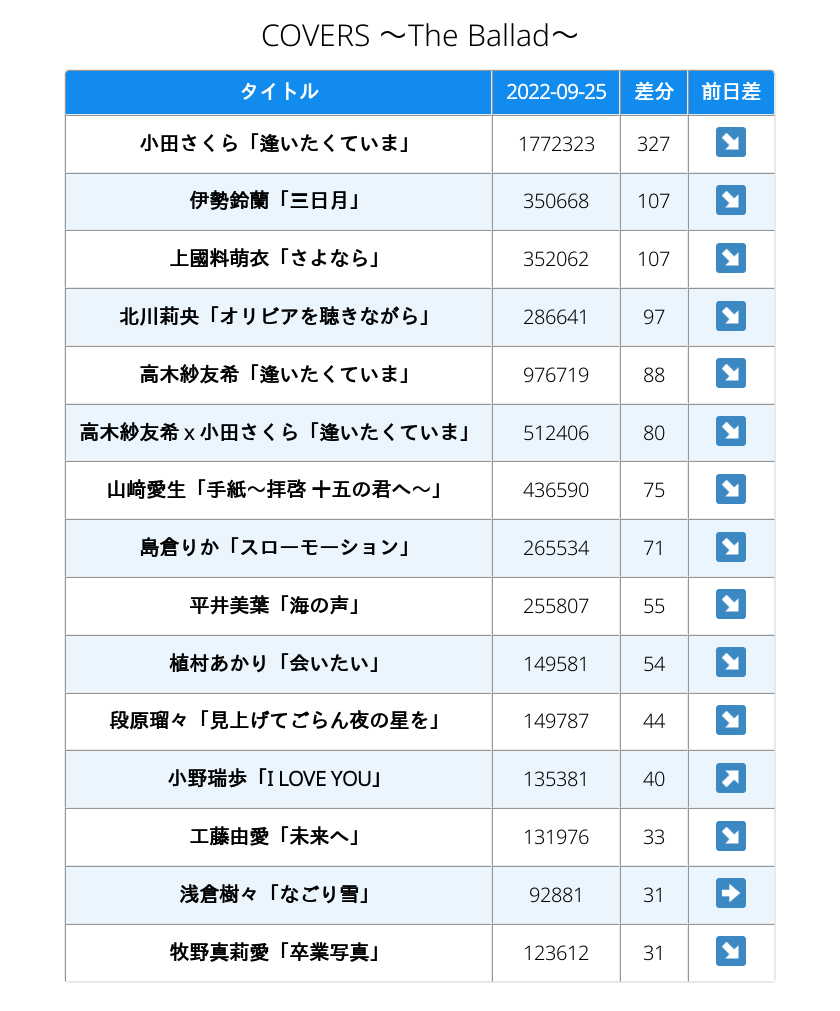 COVERS ～The Ballad～
タイトル 2022-09-25 差分 前日差
小田さくら「逢いたくていま」 1772323 327 ↘
伊勢鈴蘭「三日月」 350668 107 ↘
上國料萌衣「さよなら」 352062 107 ↘
北川莉央「オリビアを聴きながら」 286641 97 ↘
高木紗友希「逢いたくていま」 976719 88 ↘
高木紗友希 x 小田さくら「逢いたくていま」 512406 80 ↘
山﨑愛生「手紙～拝啓 十五の君へ～」 436590 75 ↘
島倉りか「スローモーション」 265534 71 ↘
平井美葉「海の声」 255807 55 ↘
植村あかり「会いたい」 149581 54 ↘
段原瑠々「見上げてごらん夜の星を」 149787 44 ↘
小野瑞歩「I LOVE YOU」 135381 40 ↗
工藤由愛「未来へ」 131976 33 ↘
浅倉樹々「なごり雪」 92881 31 ➡
牧野真莉愛「卒業写真」 123612 31 ↘